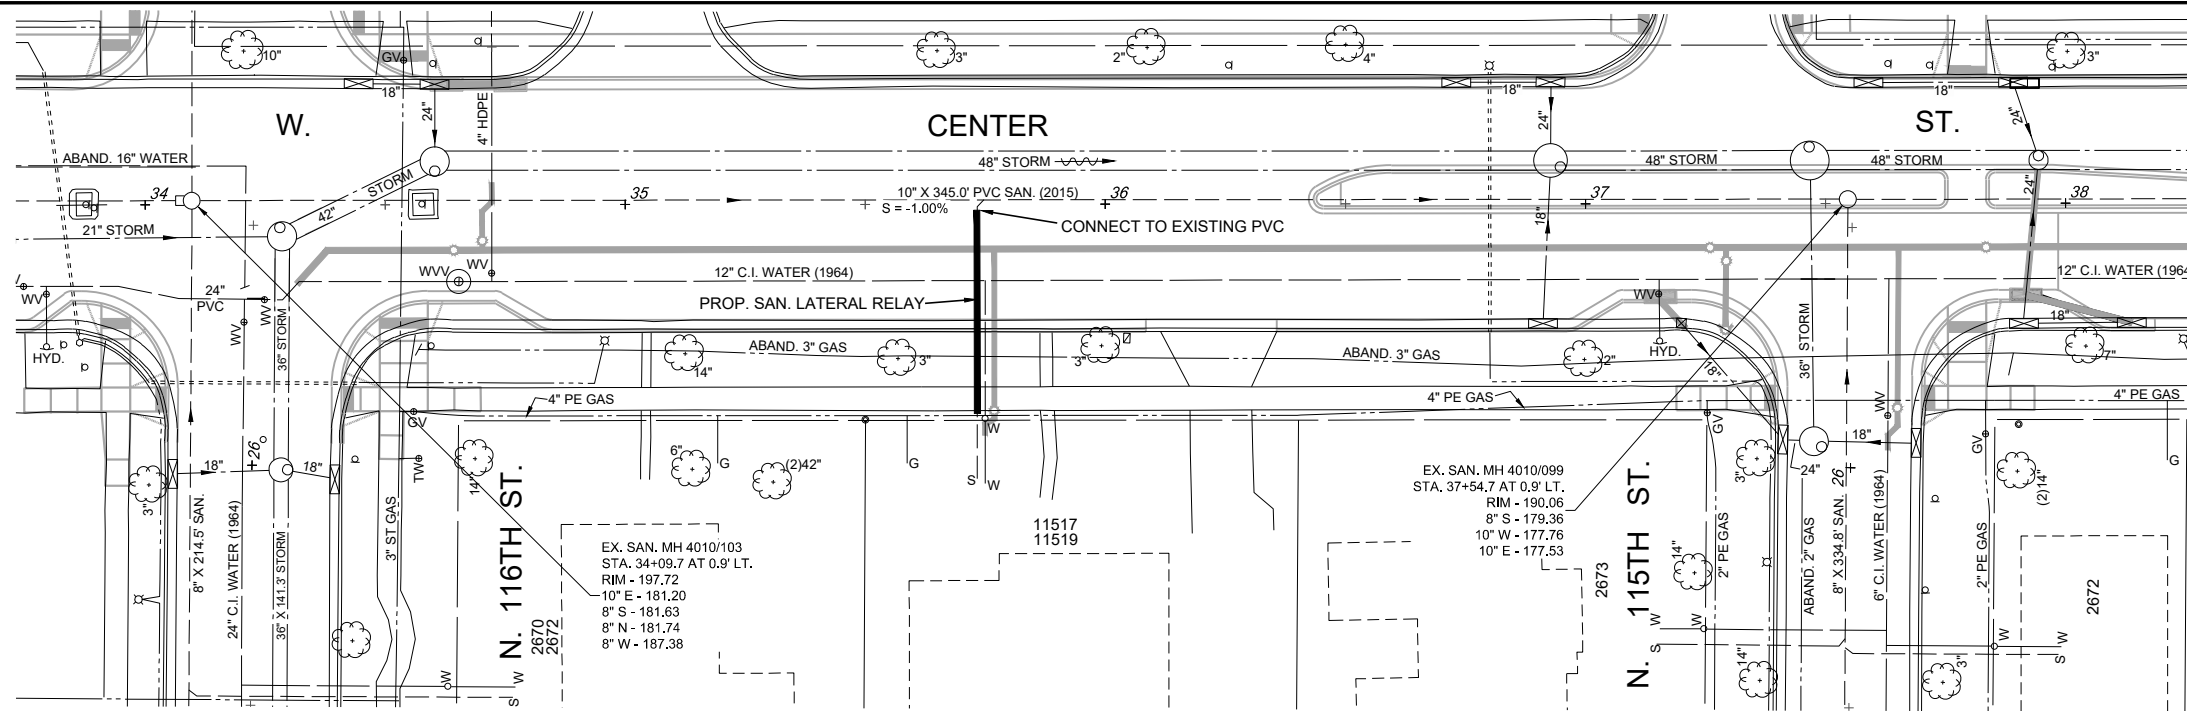 10"
3"
2"
4"
3"
GV
18"
18"
18"
24"
4" HDPE
24"
24"
W.
CENTER
ST.
ABAND. 16" WATER
STORM
42"
48" STORM
48" STORM
48" STORM
34
35
10" X 345.0' PVC SAN. (2015)
S = -1.00%
36
37
38
18"
24"
CONNECT TO EXISTING PVC
21" STORM
WVV
WV
12" C.I. WATER (1964)
12" C.I. WATER (1964
V
WV
24"
PVC
WV
WV
PROP. SAN. LATERAL RELAY
WV
36" STORM
36" STORM
18"
HYD.
ABAND. 3" GAS
14"
3"
3"
ABAND. 3" GAS
2"
HYD.
18"
7"
4" PE GAS
4" PE GAS
4" PE GAS
WV
GV
W
GV
GV
26
18"
18"
TW
14"
6"
G
(2)42"
G
S
W
3"
3"
24"
18"
26
(2)14"
G
8" X 214.5' SAN.
24" C.I. WATER (1964)
36" X 141.3' STORM
3" ST GAS
N. 116TH ST.
2670
2672
EX. SAN. MH 4010/103
STA. 34+09.7 AT 0.9' LT.
RIM - 197.72
10" E - 181.20
8" S - 181.63
8" N - 181.74
8" W - 187.38
11517
11519
EX. SAN. MH 4010/099
STA. 37+54.7 AT 0.9' LT.
RIM - 190.06
8" S - 179.36
10" W - 177.76
10" E - 177.53
2673
N. 115TH ST.
14"
2" PE GAS
ABAND. 2" GAS
8" X 334.8' SAN.
6" C.I. WATER (1964)
2" PE GAS
2672
W
S
W
W
S
W
14"
3"
W
W
S